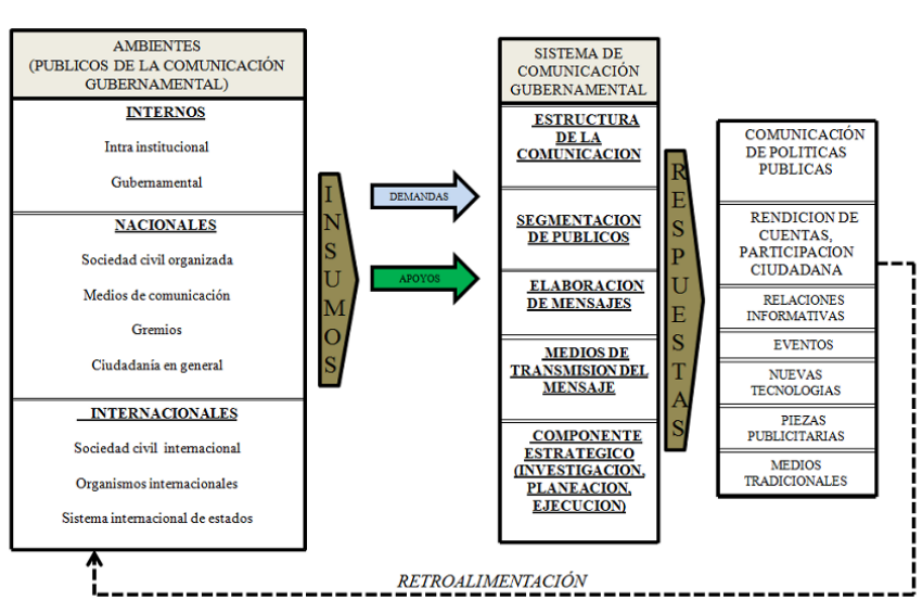 AMBIENTES
(PUBLICOS DE LA COMUNICACIÓN
GUBERNAMENTAL)
INTERNOS
Intra institucional
Gubernamental
NACIONALES
Sociedad civil organizada
Medios de comunicación
Gremios
Ciudadanía en general
INTERNACIONALES
Sociedad civil internacional
Organismos internacionales
Sistema internacional de estados
INSUMOS
DEMANDAS
APOYOS
SISTEMA DE
COMUNICACIÓN
GUBERNAMENTAL
ESTRUCTURA
DE LA
COMUNICACION
SEGMENTACION
DE PUBLICOS
ELABORACION
DE MENSAJES
MEDIOS DE
TRANSMISION DEL
MENSAJE
COMPONENTE
ESTRATEGICO
(INVESTIGACION,
PLANEACION,
EJECUCION)
RESPUESTAS
COMUNICACIÓN
DE POLITICAS
PUBLICAS
RENDICION DE
CUENTAS,
PARTICIPACION
CIUDADANA
RELACIONES
INFORMATIVAS
EVENTOS
NUEVAS
TECNOLOGIAS
PIEZAS
PUBLICITARIAS
MEDIOS
TRADICIONALES
RETROALIMENTACIÓN